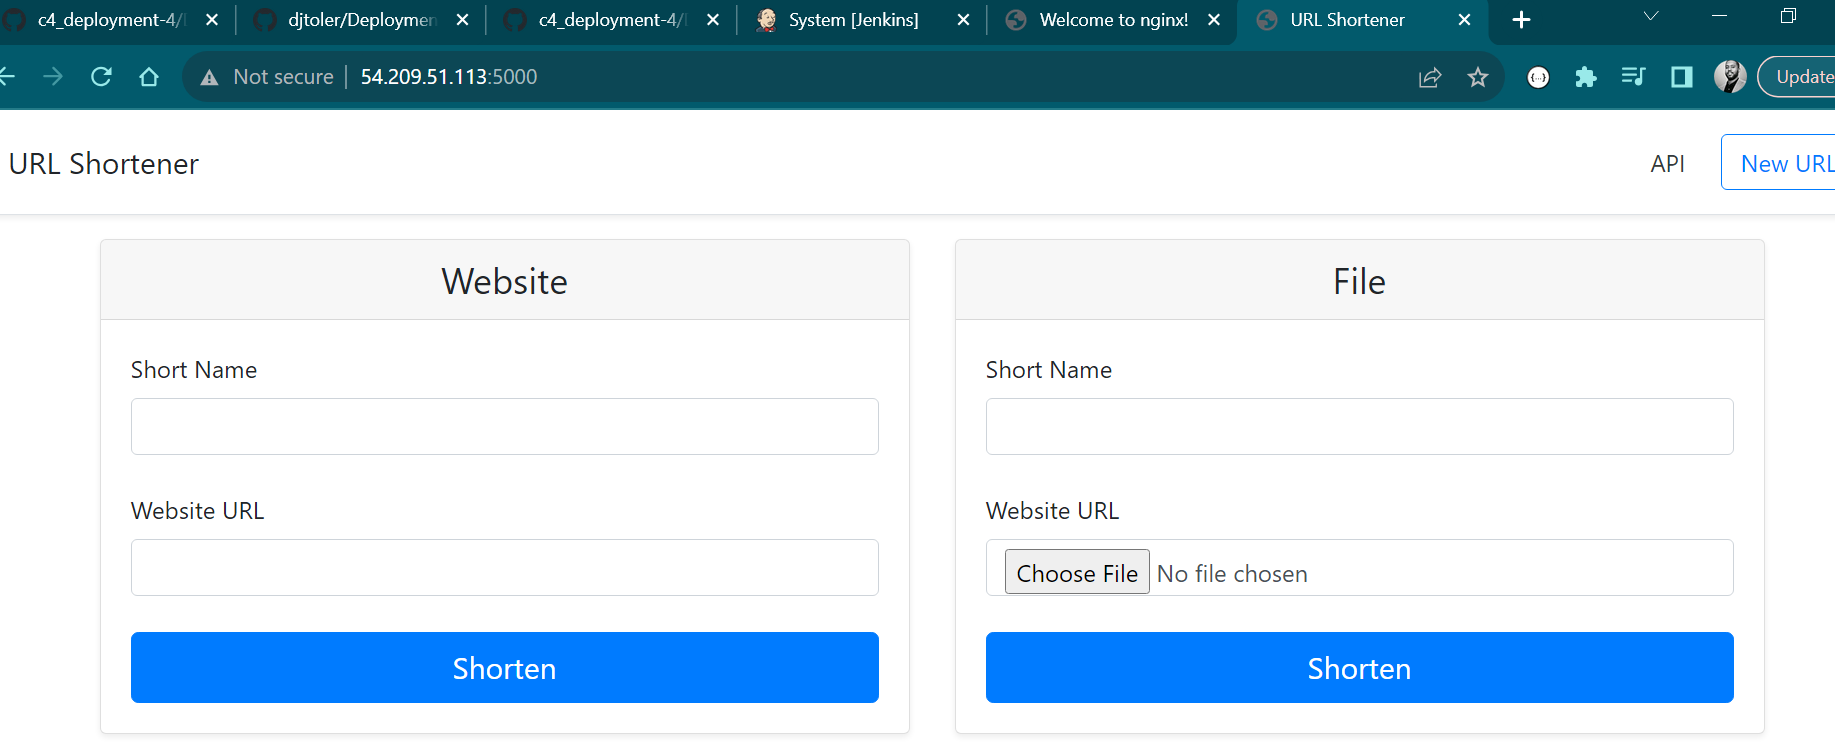 c4_deployment-4/
djtoler/Deploymen
c4_deployment-4/
System [Jenkins]
Welcome to nginx!
URL Shortener
Not secure
54.209.51.113:5000
Update
URL Shortener
API
New URL
Website
Short Name
Website URL
Shorten
File
Short Name
Website URL
Choose File No file chosen
Shorten